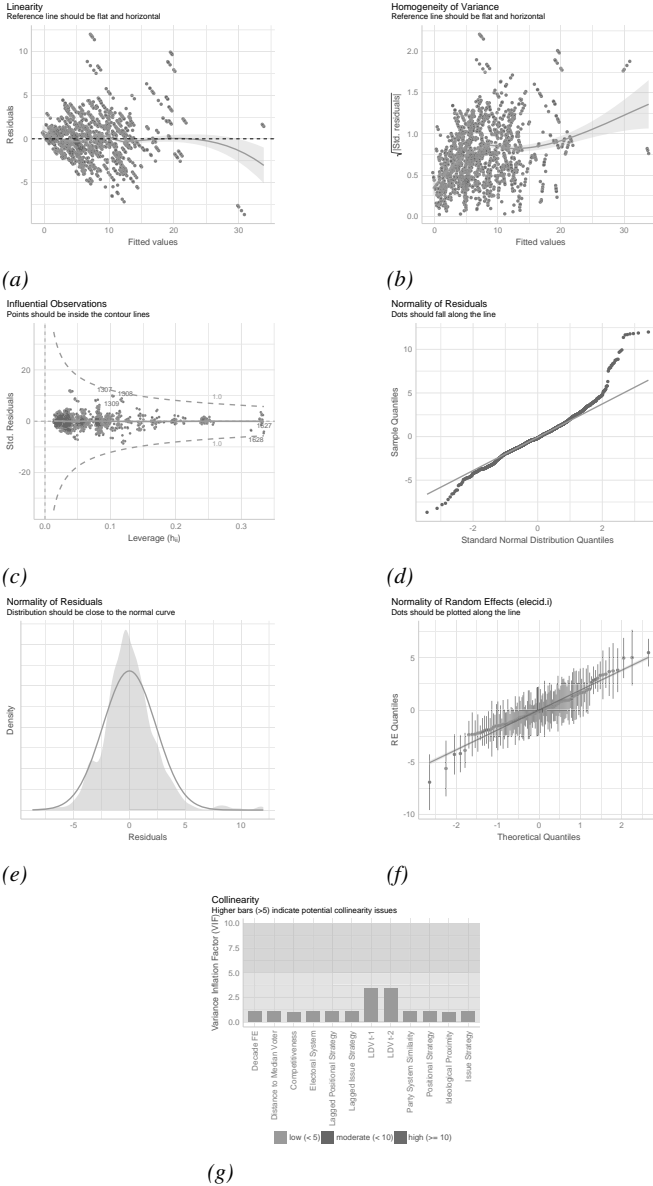 Linearity
Reference line should be flat and horizontal
10
5
0
-5
Residuals
0
10
20
30
Fitted values
(a)
Homogeneity of Variance
Reference line should be flat and horizontal
2.0
1.5
1.0
0.5
0.0
√|Std. residuals|
0
10
20
30
Fitted values
(b)
Influential Observations
Points should be inside the contour lines
20
0
-20
Std. Residuals
1307
1308
1309
1.0
1627
1628
1.0
0.0
0.1
0.2
0.3
Leverage (hᵢᵢ)
(c)
Normality of Residuals
Dots should fall along the line
10
5
0
-5
Sample Quantiles
-2
0
2
Standard Normal Distribution Quantiles
(d)
Normality of Residuals
Distribution should be close to the normal curve
Density
-5
0
5
10
Residuals
(e)
Normality of Random Effects (elecid.i)
Dots should be plotted along the line
5
0
-5
-10
RE Quantiles
-2
-1
0
1
2
Theoretical Quantiles
(f)
Collinearity
Higher bars (>5) indicate potential collinearity issues
Variance Inflation Factor (VIF)
10.0
7.5
5.0
2.5
0.0
Decade FE
Distance to Median Voter
Competitiveness
Electoral System
Lagged Positional Strategy
Lagged Issue Strategy
LDV t-1
LDV t-2
Party System Similarity
Positional Strategy
Ideological Proximity
Issue Strategy
low (< 5) moderate (< 10) high (>= 10)
(g)